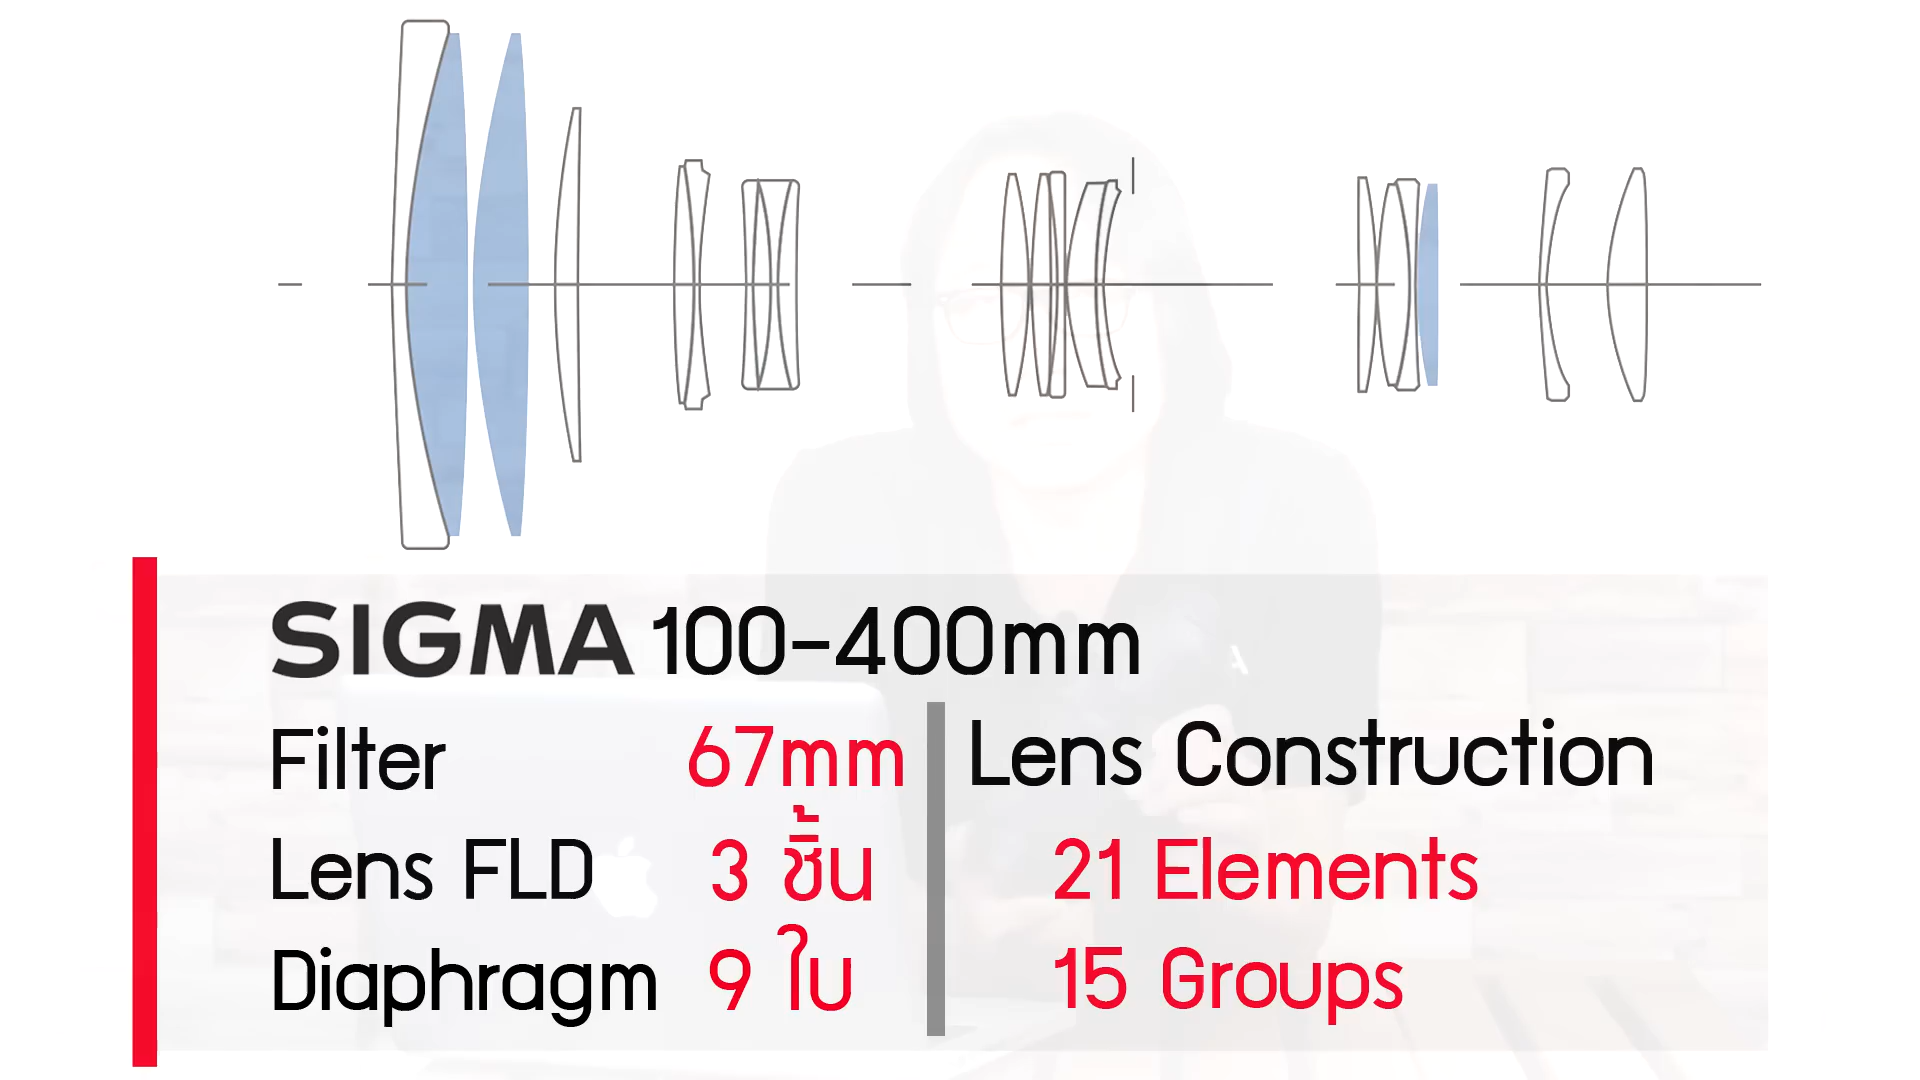 SIGMA 100-400mm
Filter 67mm
Lens FLD 3 ชิ้น
Diaphragm 9 ใบ
Lens Construction
21 Elements
15 Groups